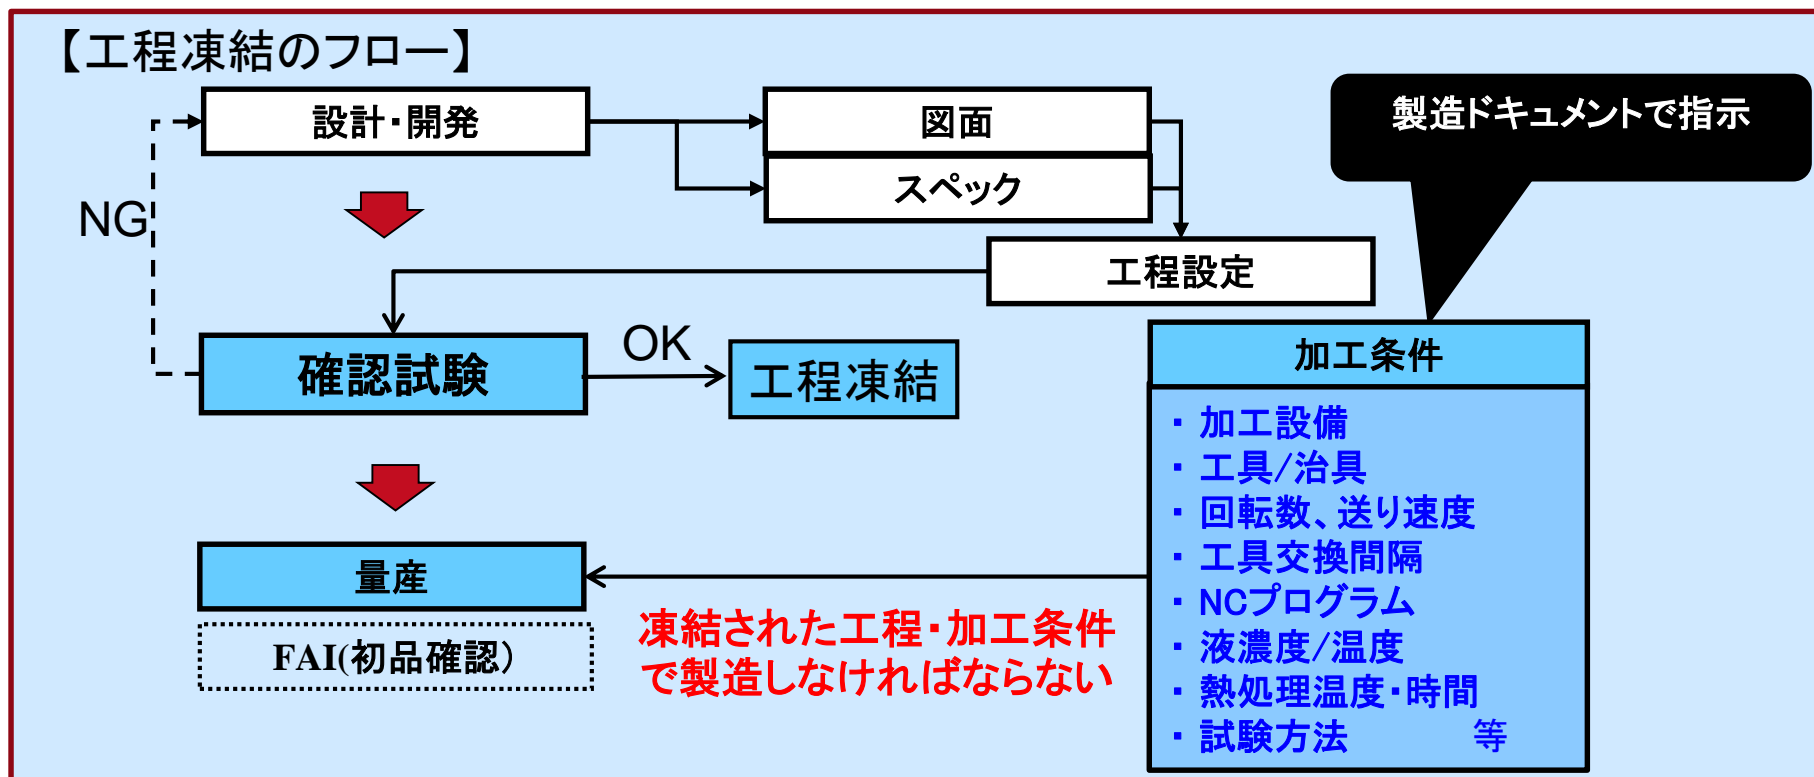 【工程凍結のフロー】
設計・開発
図面
製造ドキュメントで指示
スペック
NG
工程設定
確認試験
OK
工程凍結
加工条件
・加工設備
・工具/治具
・回転数、送り速度
・工具交換間隔
・NCプログラム
・液濃度/温度
・熱処理温度・時間
・試験方法 等
量産
FAI(初品確認）
凍結された工程・加工条件
で製造しなければならない